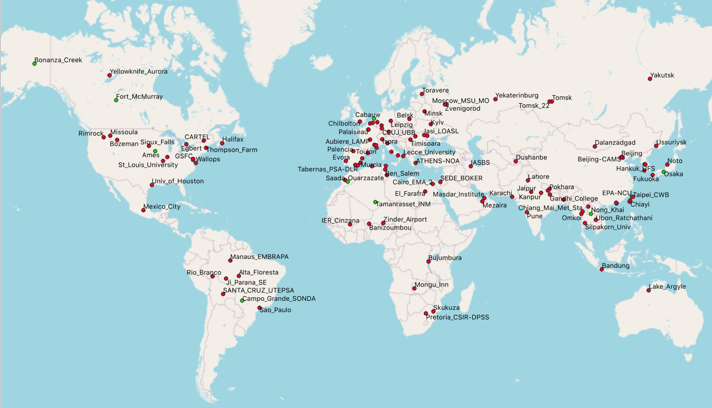 Bonanza_Creek
Yellowknife_Aurora
Fort_McMurray
Rimrock
Missoula
Bozeman
Sioux_Falls
Ames
CARTEL
Halifax
Egbert
Thompson_Farm
GSFC
Wallops
St_Louis_University
Univ_of_Houston
Mexico_City
Manaus_EMBRAPA
Rio_Branco
Alta_Floresta
Ji_Parana_SE
SANTA_CRUZ_UTEPSA
Campo_Grande_SONDA
Sao_Paulo
Toravere
Moscow_MSU_MO
Zvenigorod
Yekaterinburg
Tomsk
Tomsk_22
Yakutsk
Cabauw
Chilbolton
Belsk
Minsk
Leipzig
Palaiseau
Kyiv
Iasi_LOASL
Aubiere_LAMP
Timisoara
Palencia
Toulon
Lecce_University
Evora
Murcia
ATHENS-NOA
IASBS
Tabernas_PSA-DLR
Ben_Salem
Saada
Ouarzazate
Cairo_EMA_2
SEDE_BOKER
El_Farafra
Masdar_Institute
Mezaira
Tamanrasset_INM
IER_Cinzana
Zinder_Airport
Banizoumbou
Bujumbura
Mongu_Inn
Skukuza
Pretoria_CSIR-DPSS
Dushanbe
Dalanzadgad
Ussuriysk
Beijing
Beijing-CAMS
Noto
Osaka
Fukuoka
Lahore
Karachi
Jaipur
Kanpur
Pokhara
Gandhi_College
Pune
EPA-NCU
Taipei_CWB
Chiayi
Chiang_Mai_Met_Sta
Nong_Khai
Omkoi
Ubon_Ratchathani
Silpakorn_Univ
Bandung
Lake_Argyle